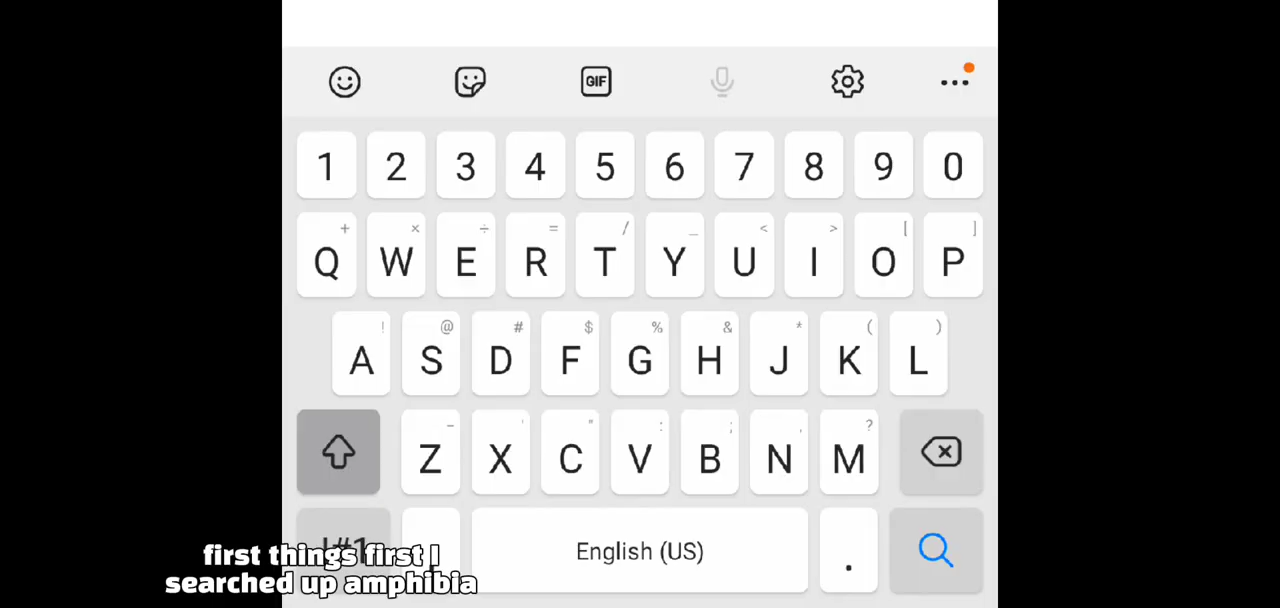 GIF
1 2 3 4 5 6 7 8 9 0
+ × ÷ = / _ < > [ ]
Q W E R T Y U I O P
! @ # $ % & * ( )
A S D F G H J K L
- ' " : ; , ?
Z X C V B N M
!#1 , English (US) .
first things first I
searched up amphibia